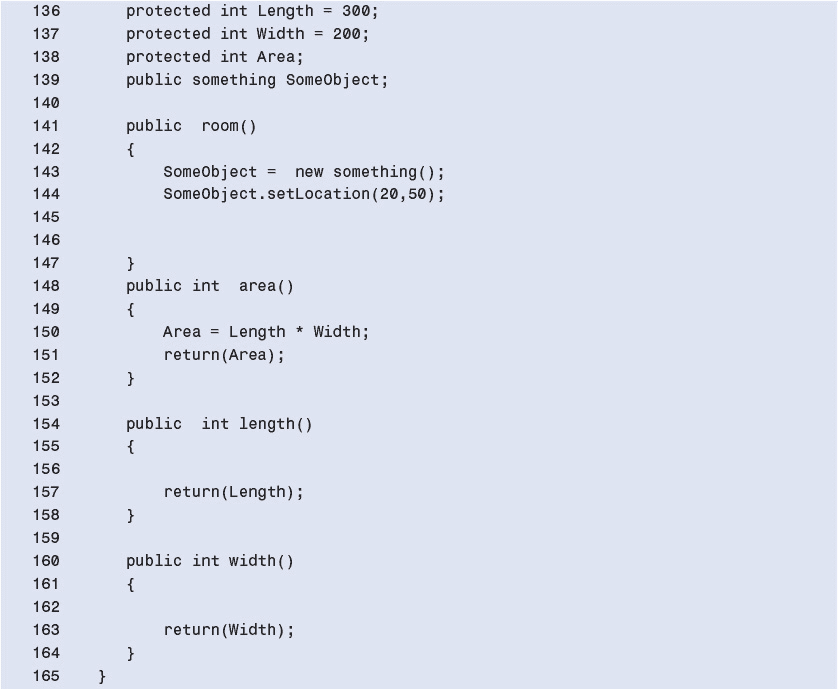 136 protected int Length = 300;
137 protected int Width = 200;
138 protected int Area;
139 public something SomeObject;
140
141 public  room()
142 {
143 SomeObject =  new something();
144 SomeObject.setLocation(20,50);
145
146
147 }
148 public int  area()
149 {
150 Area = Length * Width;
151 return(Area);
152 }
153
154 public  int length()
155 {
156
157 return(Length);
158 }
159
160 public int width()
161 {
162
163 return(Width);
164 }
165 }